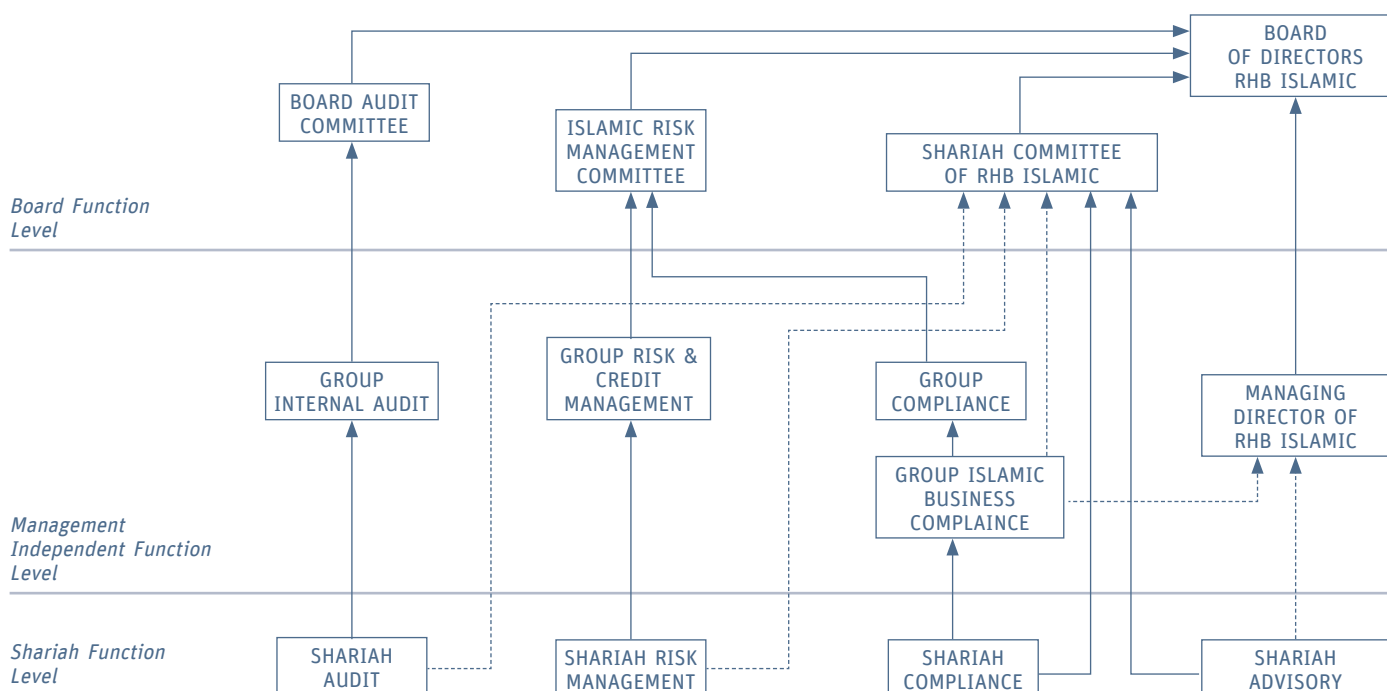 BOARD
OF DIRECTORS
RHB ISLAMIC
BOARD AUDIT
COMMITTEE
ISLAMIC RISK
MANAGEMENT
COMMITTEE
SHARIAH COMMITTEE
OF RHB ISLAMIC
Board Function
Level
GROUP
INTERNAL AUDIT
GROUP RISK &
CREDIT
MANAGEMENT
GROUP
COMPLIANCE
MANAGING
DIRECTOR OF
RHB ISLAMIC
GROUP ISLAMIC
BUSINESS
COMPLAINCE
Management
Independent Function
Level
Shariah Function
Level
SHARIAH
AUDIT
SHARIAH RISK
MANAGEMENT
SHARIAH
COMPLIANCE
SHARIAH
ADVISORY